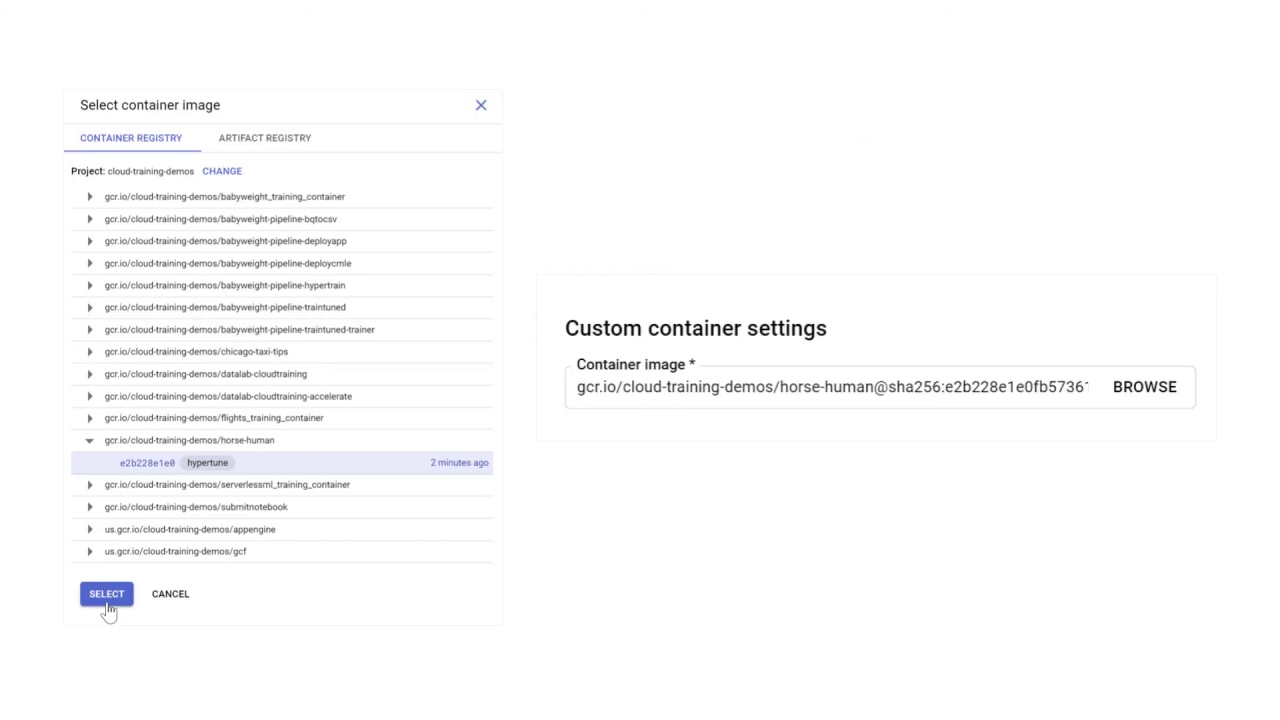 Select container image
CONTAINER REGISTRY ARTIFACT REGISTRY
Project: cloud-training-demos CHANGE
gcr.io/cloud-training-demos/babyweight_training_container
gcr.io/cloud-training-demos/babyweight-pipeline-bqtocsv
gcr.io/cloud-training-demos/babyweight-pipeline-deployapp
gcr.io/cloud-training-demos/babyweight-pipeline-deploycmle
gcr.io/cloud-training-demos/babyweight-pipeline-hypertrain
gcr.io/cloud-training-demos/babyweight-pipeline-traintuned
gcr.io/cloud-training-demos/babyweight-pipeline-traintuned-trainer
gcr.io/cloud-training-demos/chicago-taxi-tips
gcr.io/cloud-training-demos/datalab-cloudtraining
gcr.io/cloud-training-demos/datalab-cloudtraining-accelerate
gcr.io/cloud-training-demos/flights_training_container
gcr.io/cloud-training-demos/horse-human
e2b228e1e0 hypertune 2 minutes ago
gcr.io/cloud-training-demos/serverlessml_training_container
gcr.io/cloud-training-demos/submitnotebook
us.gcr.io/cloud-training-demos/appengine
us.gcr.io/cloud-training-demos/gcf
SELECT CANCEL
Custom container settings
Container image *
gcr.io/cloud-training-demos/horse-human@sha256:e2b228e1e0fb57361 BROWSE